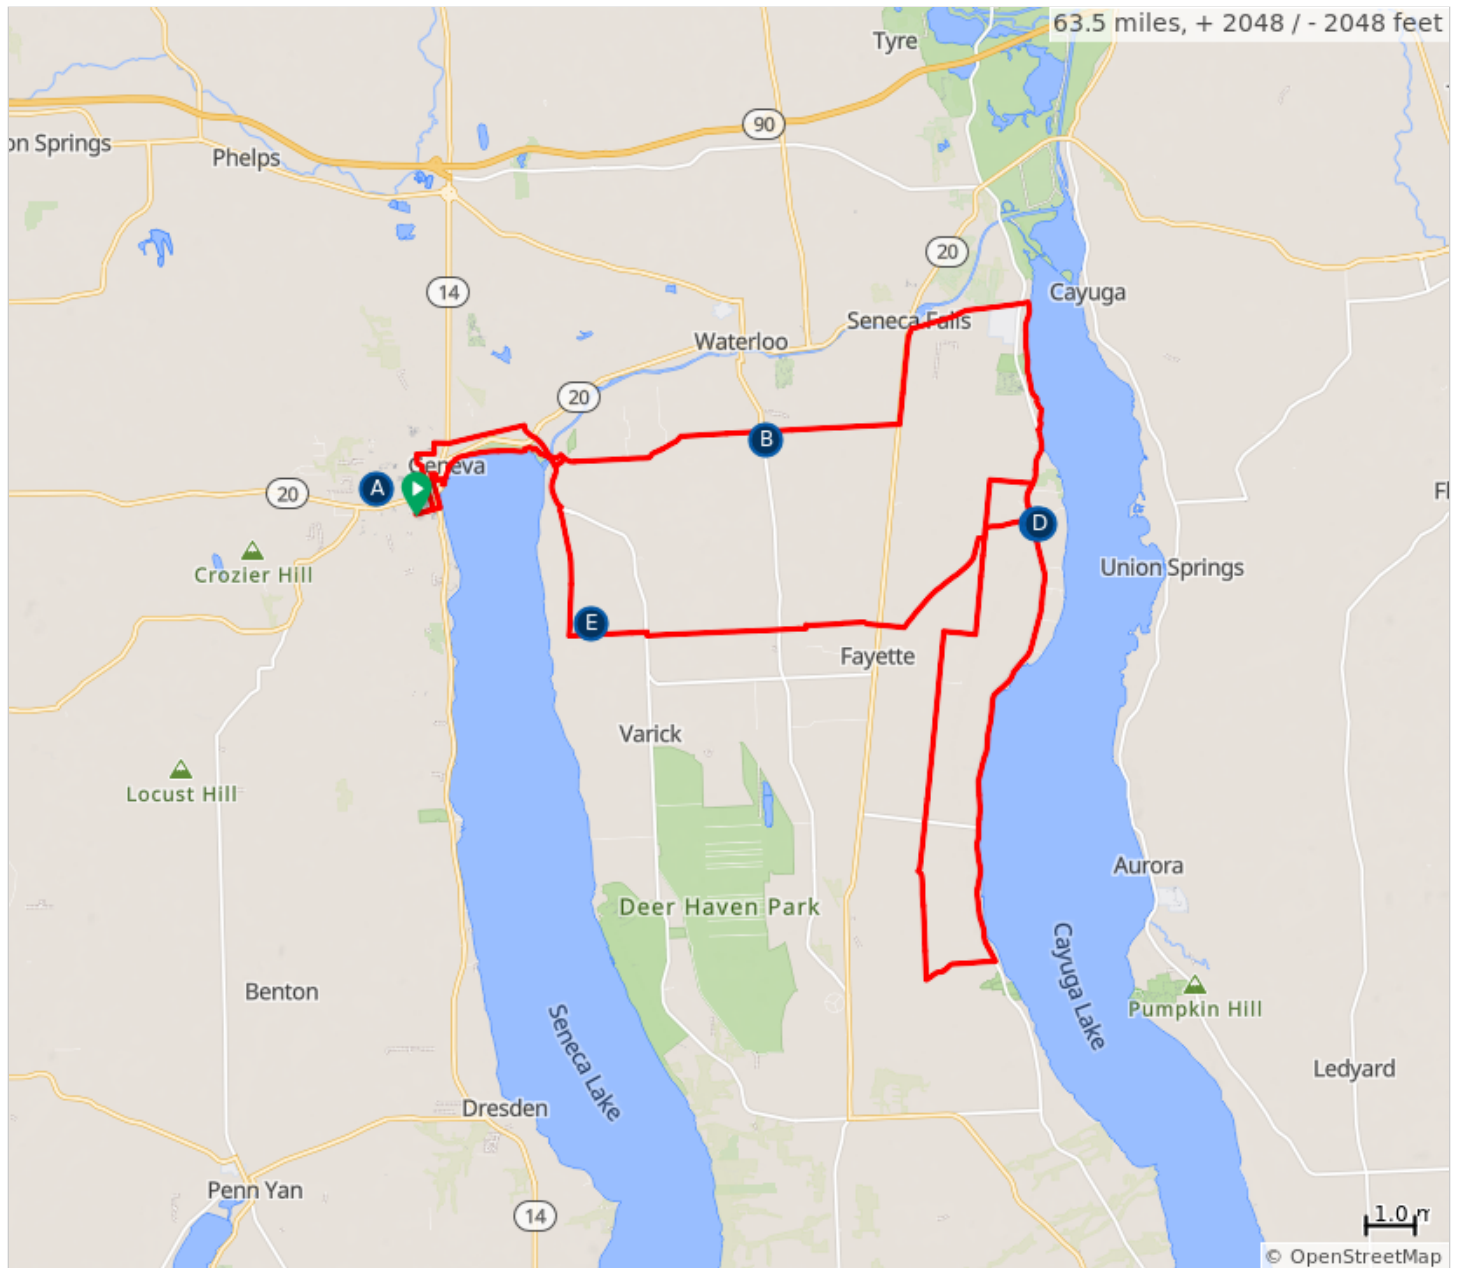 63.5 miles, + 2048 / - 2048 feet
Tyre
90
on Springs
Phelps
20
14
Cayuga
Seneca Falls
Waterloo
20
B
Geneva
A
20
D
Crozier Hill
Union Springs
E
Fayette
Varick
Locust Hill
Aurora
Deer Haven Park
Cayuga Lake
Benton
Pumpkin Hill
Seneca Lake
Ledyard
Dresden
Penn Yan
14
1.0 m
© OpenStreetMap